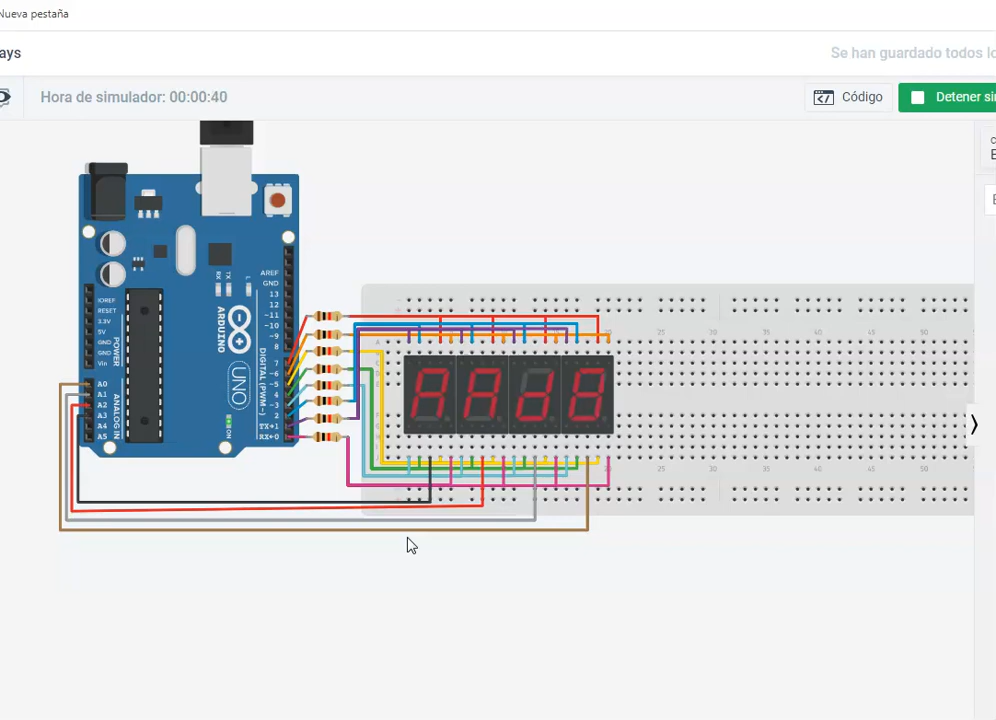 Nueva pestaña
ays
Se han guardado todos lo
Hora de simulador: 00:00:40
Código
Detener si
RX
TX
L
AREF
GND
13
12
~11
~10
~9
8
7
~6
~5
4
~3
2
TX→1
RX←0
DIGITAL (PWM~)
ARDUINO
UNO
ON
IOREF
RESET
3.3V
5V
GND
GND
Vin
POWER
A0
A1
A2
A3
A4
A5
ANALOG IN
AAd8
25 30 35 40 45 50
25 30 35 40 45 50